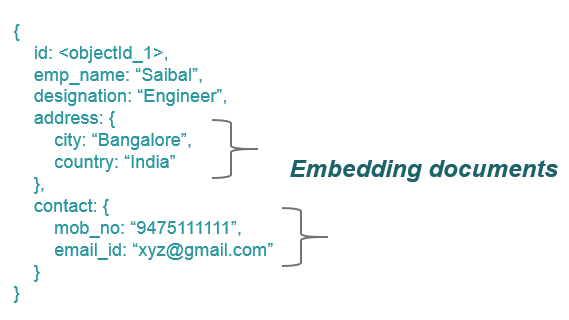 {
id: <objectId_1>,
emp_name: “Saibal”,
designation: “Engineer”,
address: {
city: “Bangalore”,
country: “India”
},
contact: {
mob_no: “9475111111”,
email_id: “xyz@gmail.com”
}
}
Embedding documents